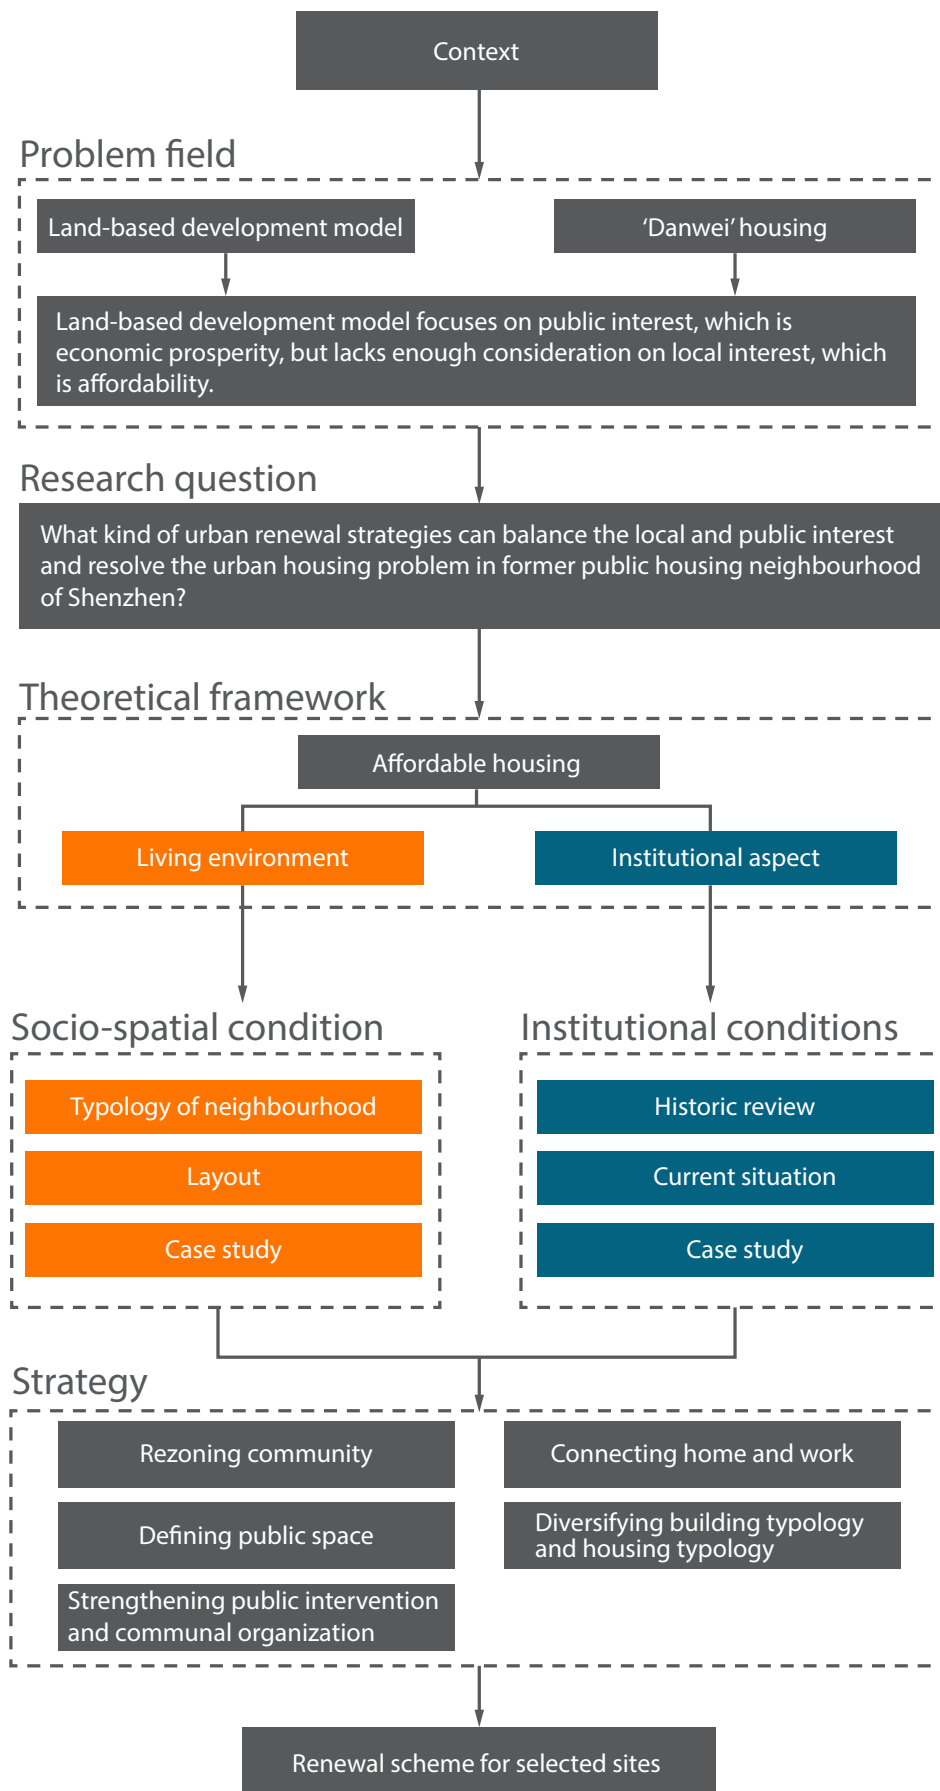 Context
Problem field
Land-based development model
‘Danwei’ housing
Land-based development model focuses on public interest, which is
economic prosperity, but lacks enough consideration on local interest, which
is affordability.
Research question
What kind of urban renewal strategies can balance the local and public interest
and resolve the urban housing problem in former public housing neighbourhood
of Shenzhen?
Theoretical framework
Affordable housing
Living environment
Institutional aspect
Socio-spatial condition
Typology of neighbourhood
Layout
Case study
Institutional conditions
Historic review
Current situation
Case study
Strategy
Rezoning community
Connecting home and work
Defining public space
Diversifying building typology
and housing typology
Strengthening public intervention
and communal organization
Renewal scheme for selected sites